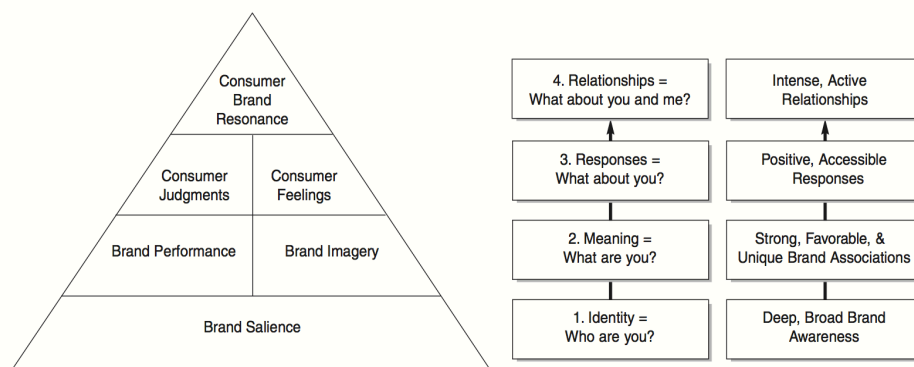 Consumer
Brand
Resonance
Consumer
Judgments
Consumer
Feelings
Brand Performance
Brand Imagery
Brand Salience
4. Relationships =
What about you and me?
3. Responses =
What about you?
2. Meaning =
What are you?
1. Identity =
Who are you?
Intense, Active
Relationships
Positive, Accessible
Responses
Strong, Favorable, &
Unique Brand Associations
Deep, Broad Brand
Awareness